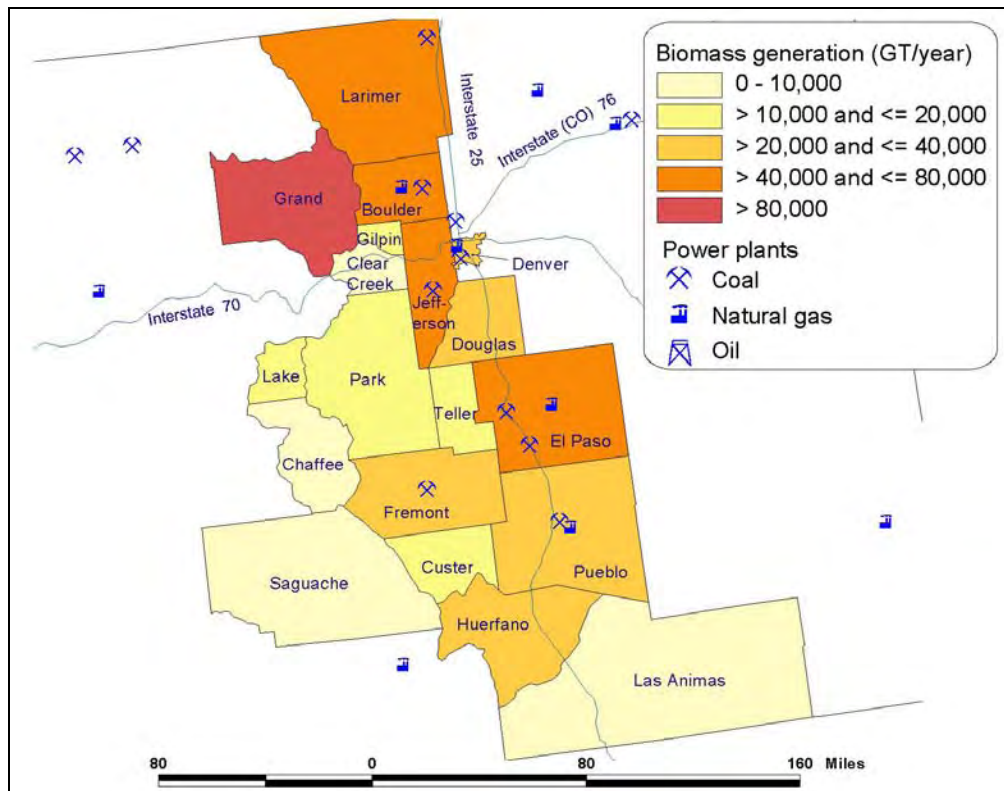 Biomass generation (GT/year)
0 - 10,000
> 10,000 and <= 20,000
> 20,000 and <= 40,000
> 40,000 and <= 80,000
> 80,000
Power plants
Coal
Natural gas
Oil
Larimer
Interstate 25
Interstate (CO) 76
Grand
Boulder
Gilpin
Clear
Creek
Denver
Interstate 70
Jeff-
erson
Douglas
Lake
Park
Teller
El Paso
Chaffee
Fremont
Saguache
Custer
Pueblo
Huerfano
Las Animas
80 0 80 160 Miles